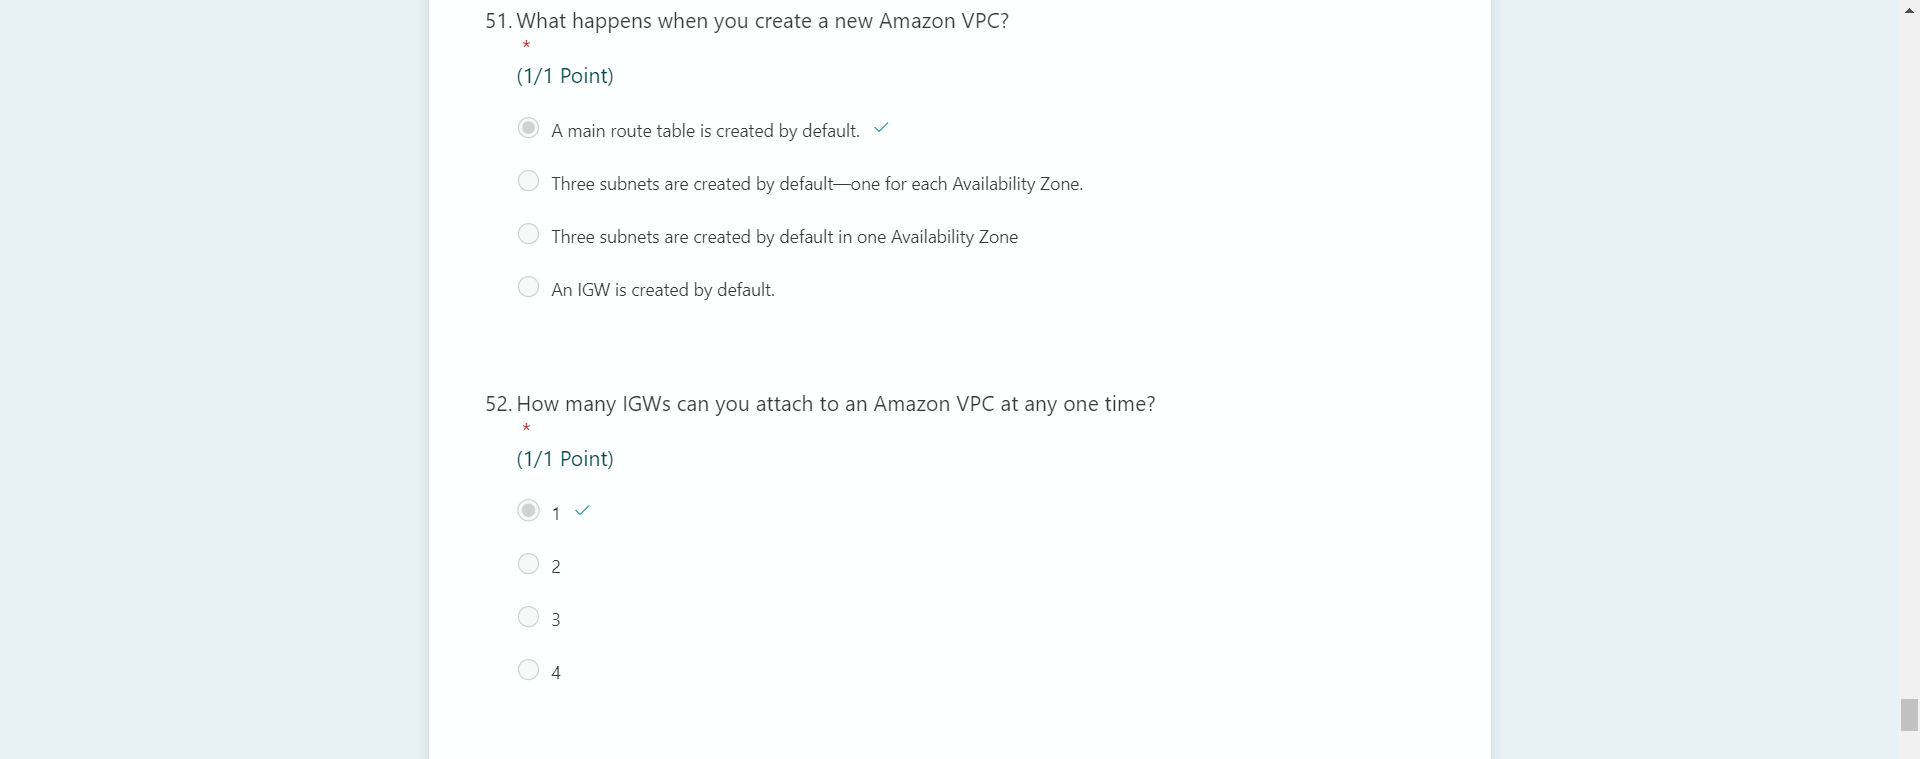 51. What happens when you create a new Amazon VPC?
*
(1/1 Point)
A main route table is created by default.
Three subnets are created by default—one for each Availability Zone.
Three subnets are created by default in one Availability Zone
An IGW is created by default.
52. How many IGWs can you attach to an Amazon VPC at any one time?
*
(1/1 Point)
1
2
3
4